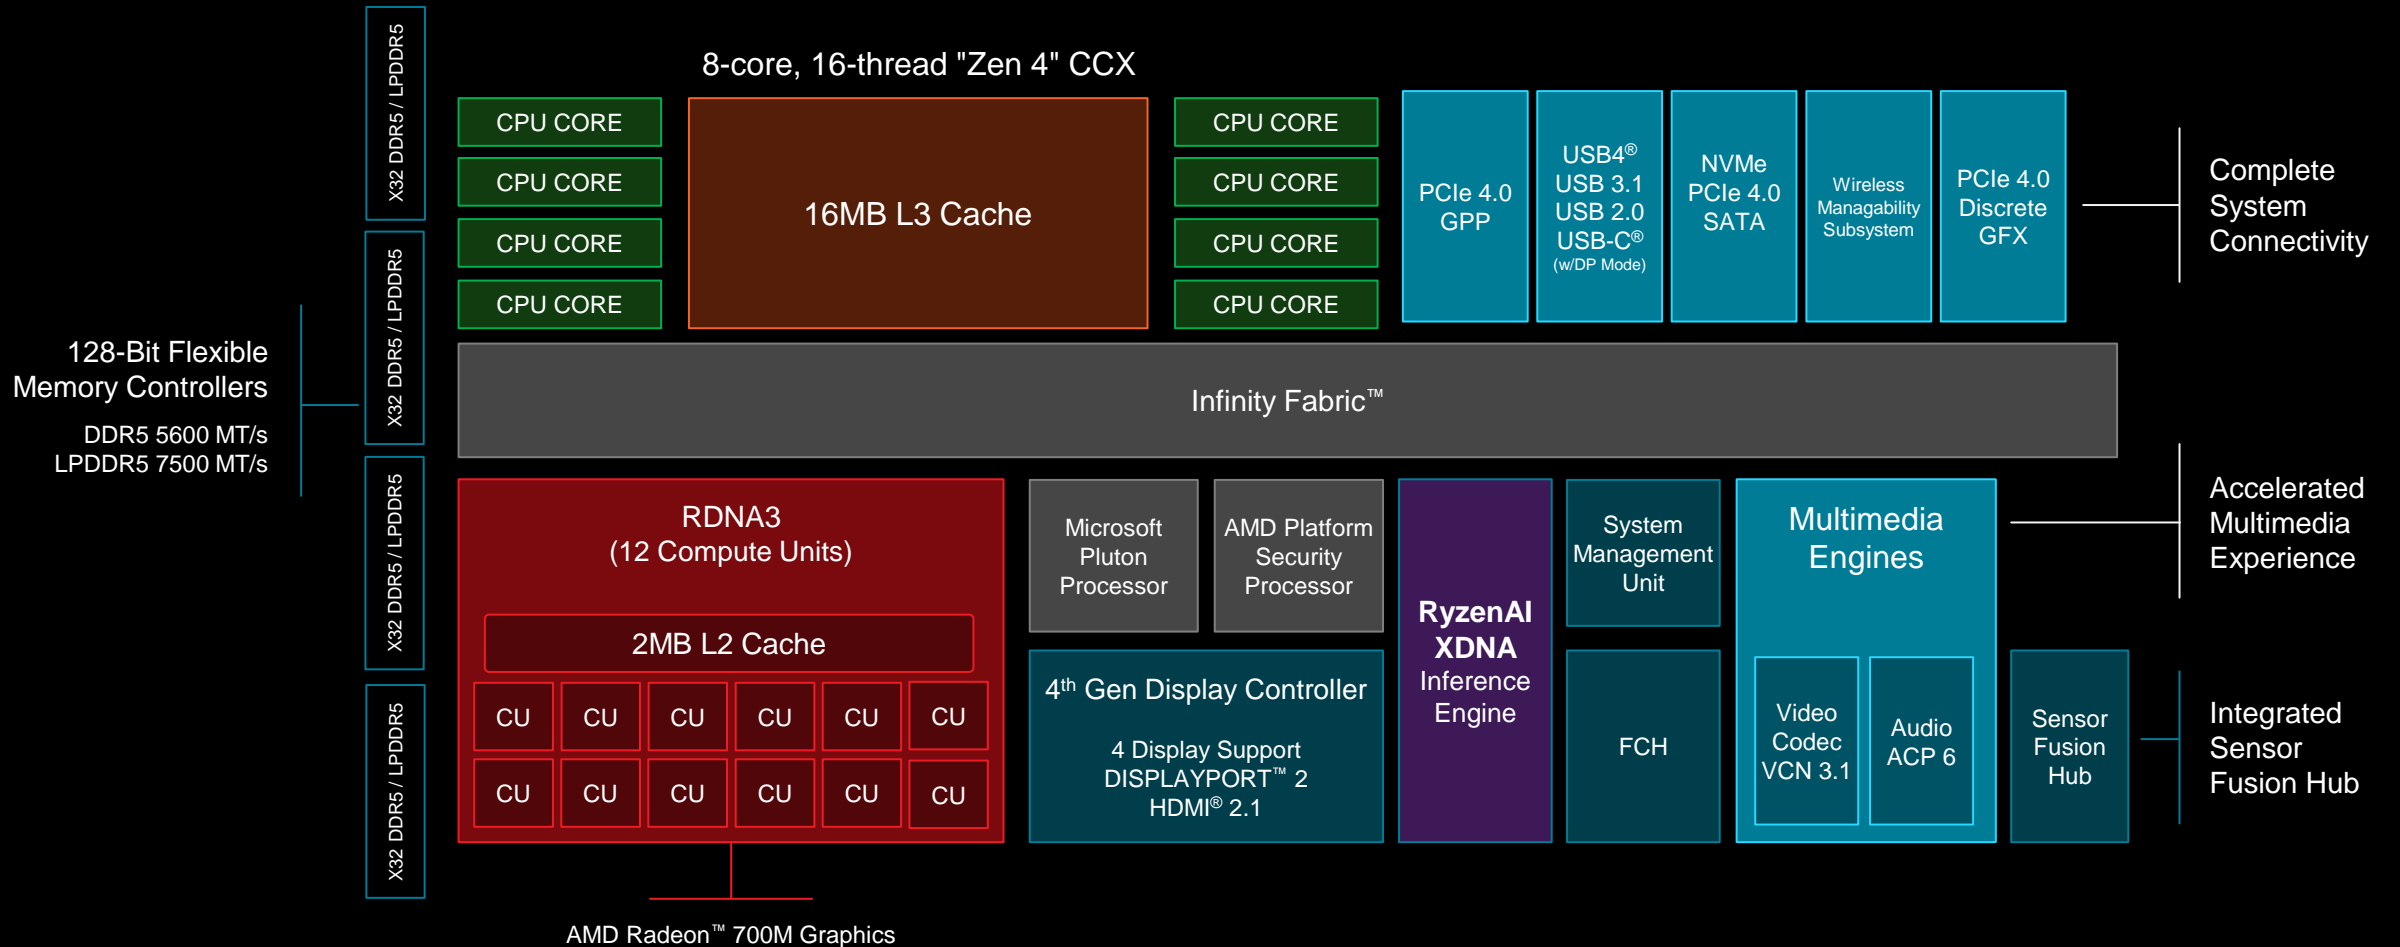 8-core, 16-thread "Zen 4" CCX
X32 DDR5 / LPDDR5
X32 DDR5 / LPDDR5
X32 DDR5 / LPDDR5
X32 DDR5 / LPDDR5
128-Bit Flexible
Memory Controllers
DDR5 5600 MT/s
LPDDR5 7500 MT/s
CPU CORE
CPU CORE
CPU CORE
CPU CORE
16MB L3 Cache
CPU CORE
CPU CORE
CPU CORE
CPU CORE
PCIe 4.0
GPP
USB4®
USB 3.1
USB 2.0
USB-C®
(w/DP Mode)
NVMe
PCIe 4.0
SATA
Wireless
Managability
Subsystem
PCIe 4.0
Discrete
GFX
Complete
System
Connectivity
Infinity Fabric™
RDNA3
(12 Compute Units)
2MB L2 Cache
CU CU CU CU CU CU
CU CU CU CU CU CU
AMD Radeon™ 700M Graphics
Microsoft
Pluton
Processor
AMD Platform
Security
Processor
4th Gen Display Controller
4 Display Support
DISPLAYPORT™ 2
HDMI® 2.1
RyzenAI
XDNA
Inference
Engine
System
Management
Unit
FCH
Multimedia
Engines
Video
Codec
VCN 3.1
Audio
ACP 6
Sensor
Fusion
Hub
Accelerated
Multimedia
Experience
Integrated
Sensor
Fusion Hub